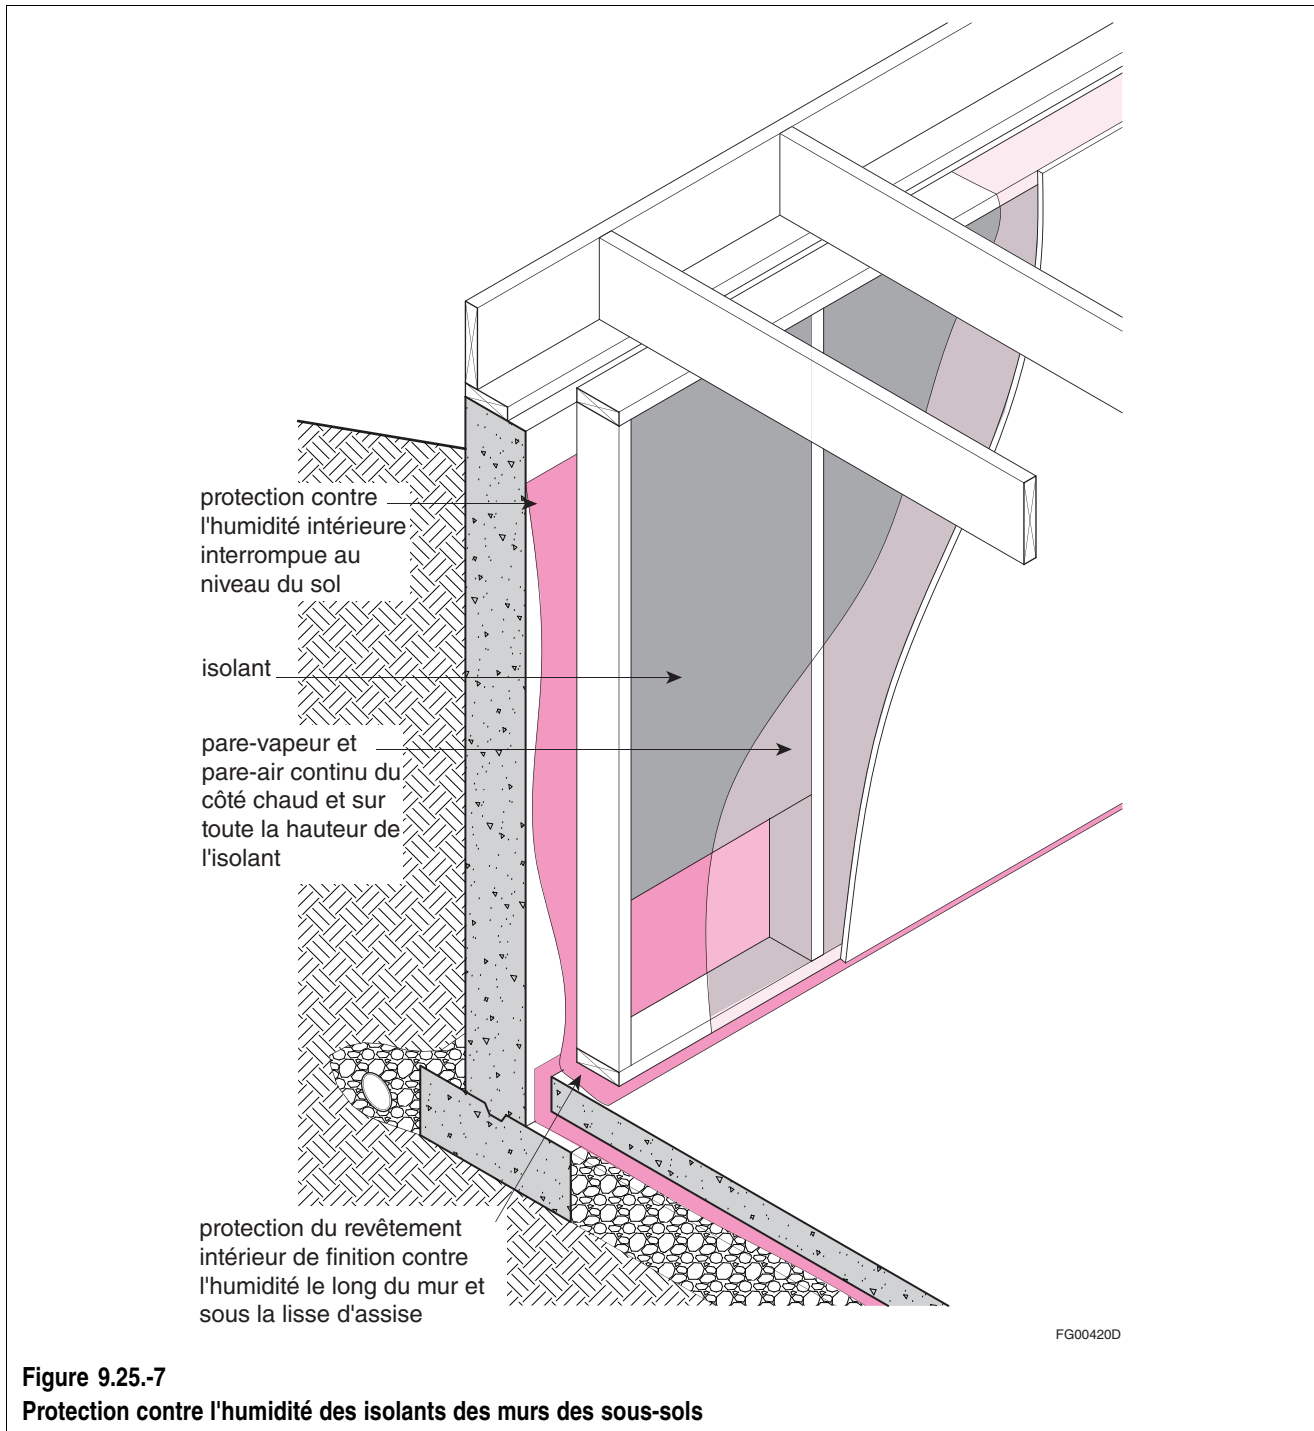 protection contre
l'humidité intérieure
interrompue au
niveau du sol
isolant
pare-vapeur et
pare-air continu du
côté chaud et sur
toute la hauteur de
l'isolant
protection du revêtement
intérieur de finition contre
l'humidité le long du mur et
sous la lisse d'assise
FG00420D
Figure 9.25.-7
Protection contre l'humidité des isolants des murs des sous-sols